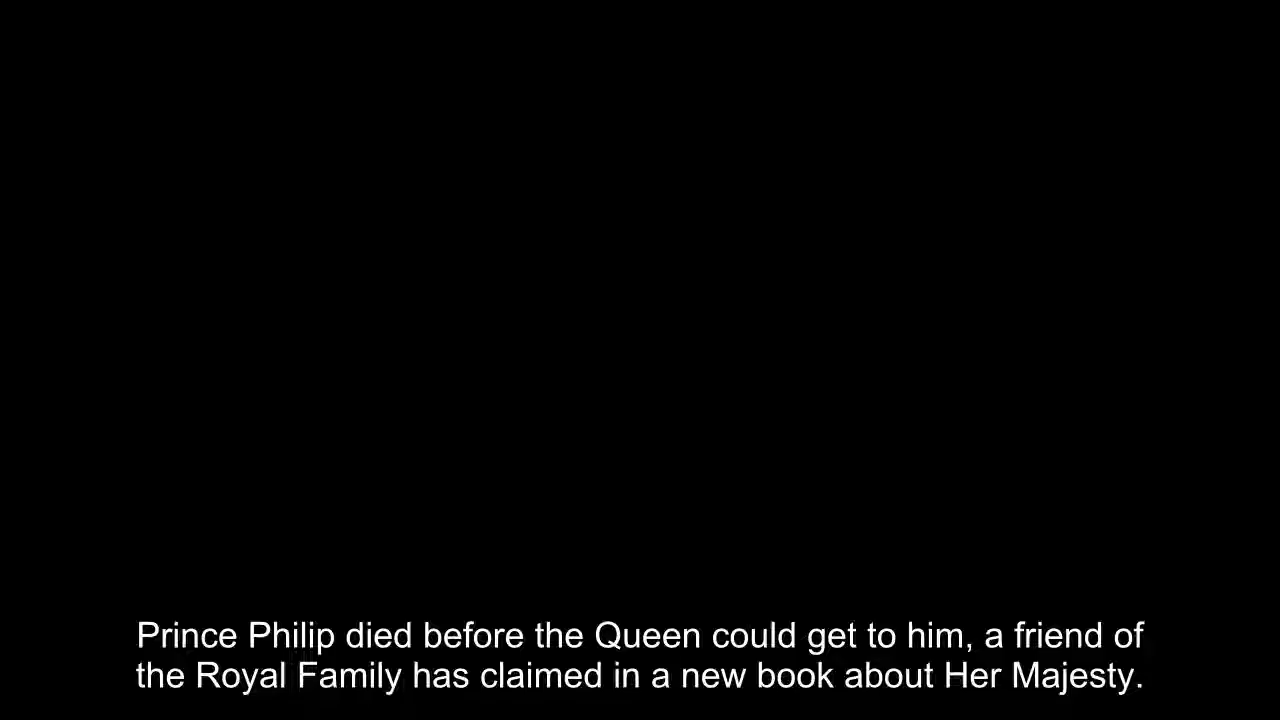 Prince Philip died before the Queen could get to him, a friend of
the Royal Family has claimed in a new book about Her Majesty.